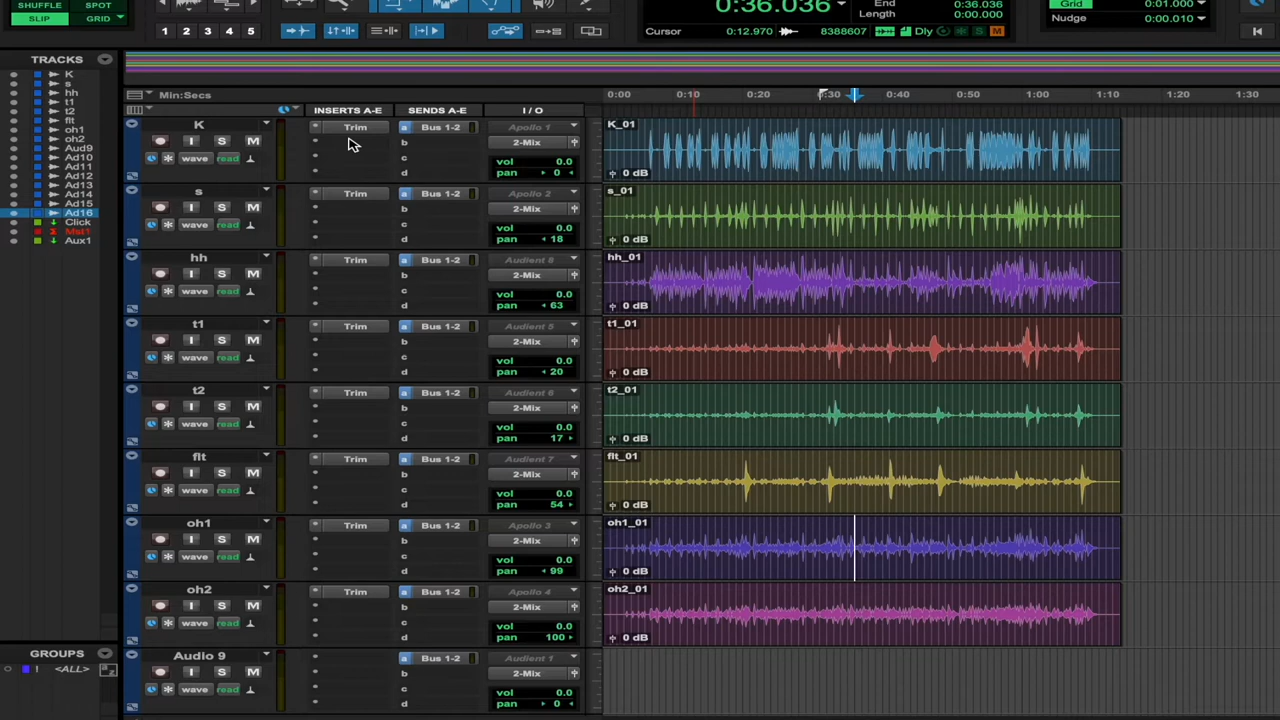 SHUFFLE SPOT
SLIP GRID
1 2 3 4 5
0:36.036
End 0:36.036
Length 0:00.000
Cursor 0:12.970 8388607 Dly M
Grid 0:01.000
Nudge 0:00.010
TRACKS
K
s
hh
t1
t2
flt
oh1
oh2
Aud9
Ad10
Ad11
Ad12
Ad13
Ad14
Ad15
Ad16
Click
Mst1
Aux1
GROUPS
! <ALL>
Min:Secs
0:00 0:10 0:20 0:30 0:40 0:50 1:00 1:10 1:20 1:30
INSERTS A-E SENDS A-E I / O
K Trim a Bus 1-2 Apollo 1 K_01
I S M b 2-Mix
wave read c vol 0.0
d pan 0 0 dB
s Trim a Bus 1-2 Apollo 2 s_01
I S M b 2-Mix
wave read c vol 0.0
d pan 18 0 dB
hh Trim a Bus 1-2 Audient 8 hh_01
I S M b 2-Mix
wave read c vol 0.0
d pan 63 0 dB
t1 Trim a Bus 1-2 Audient 5 t1_01
I S M b 2-Mix
wave read c vol 0.0
d pan 20 0 dB
t2 Trim a Bus 1-2 Audient 6 t2_01
I S M b 2-Mix
wave read c vol 0.0
d pan 17 0 dB
flt Trim a Bus 1-2 Audient 7 flt_01
I S M b 2-Mix
wave read c vol 0.0
d pan 54 0 dB
oh1 Trim a Bus 1-2 Apollo 3 oh1_01
I S M b 2-Mix
wave read c vol 0.0
d pan 99 0 dB
oh2 Trim a Bus 1-2 Apollo 4 oh2_01
I S M b 2-Mix
wave read c vol 0.0
d pan 100 0 dB
Audio 9 a Bus 1-2 Audient 1
I S M b 2-Mix
wave read c vol 0.0
d pan 0